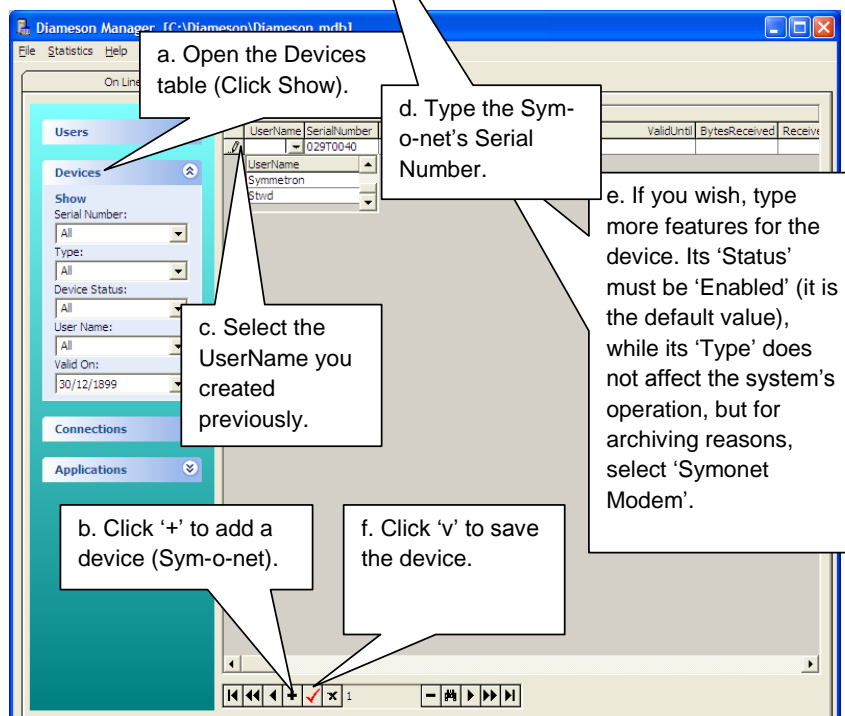 Diameson Manager [C:\Diameson\Diameson.mdb]
File Statistics Help
On Line
a. Open the Devices
table (Click Show).
d. Type the Sym-
o-net's Serial
Number.
Users
UserName SerialNumber ValidUntil BytesReceived Receive
029T0040
UserName
Symmetron
Stwd
Devices
Show
Serial Number:
All
Type:
All
Device Status:
All
User Name:
All
Valid On:
30/12/1899
Connections
Applications
c. Select the
UserName you
created
previously.
e. If you wish, type
more features for the
device. Its 'Status'
must be 'Enabled' (it is
the default value),
while its 'Type' does
not affect the system's
operation, but for
archiving reasons,
select 'Symonet
Modem'.
b. Click '+' to add a
device (Sym-o-net).
f. Click 'v' to save
the device.
1